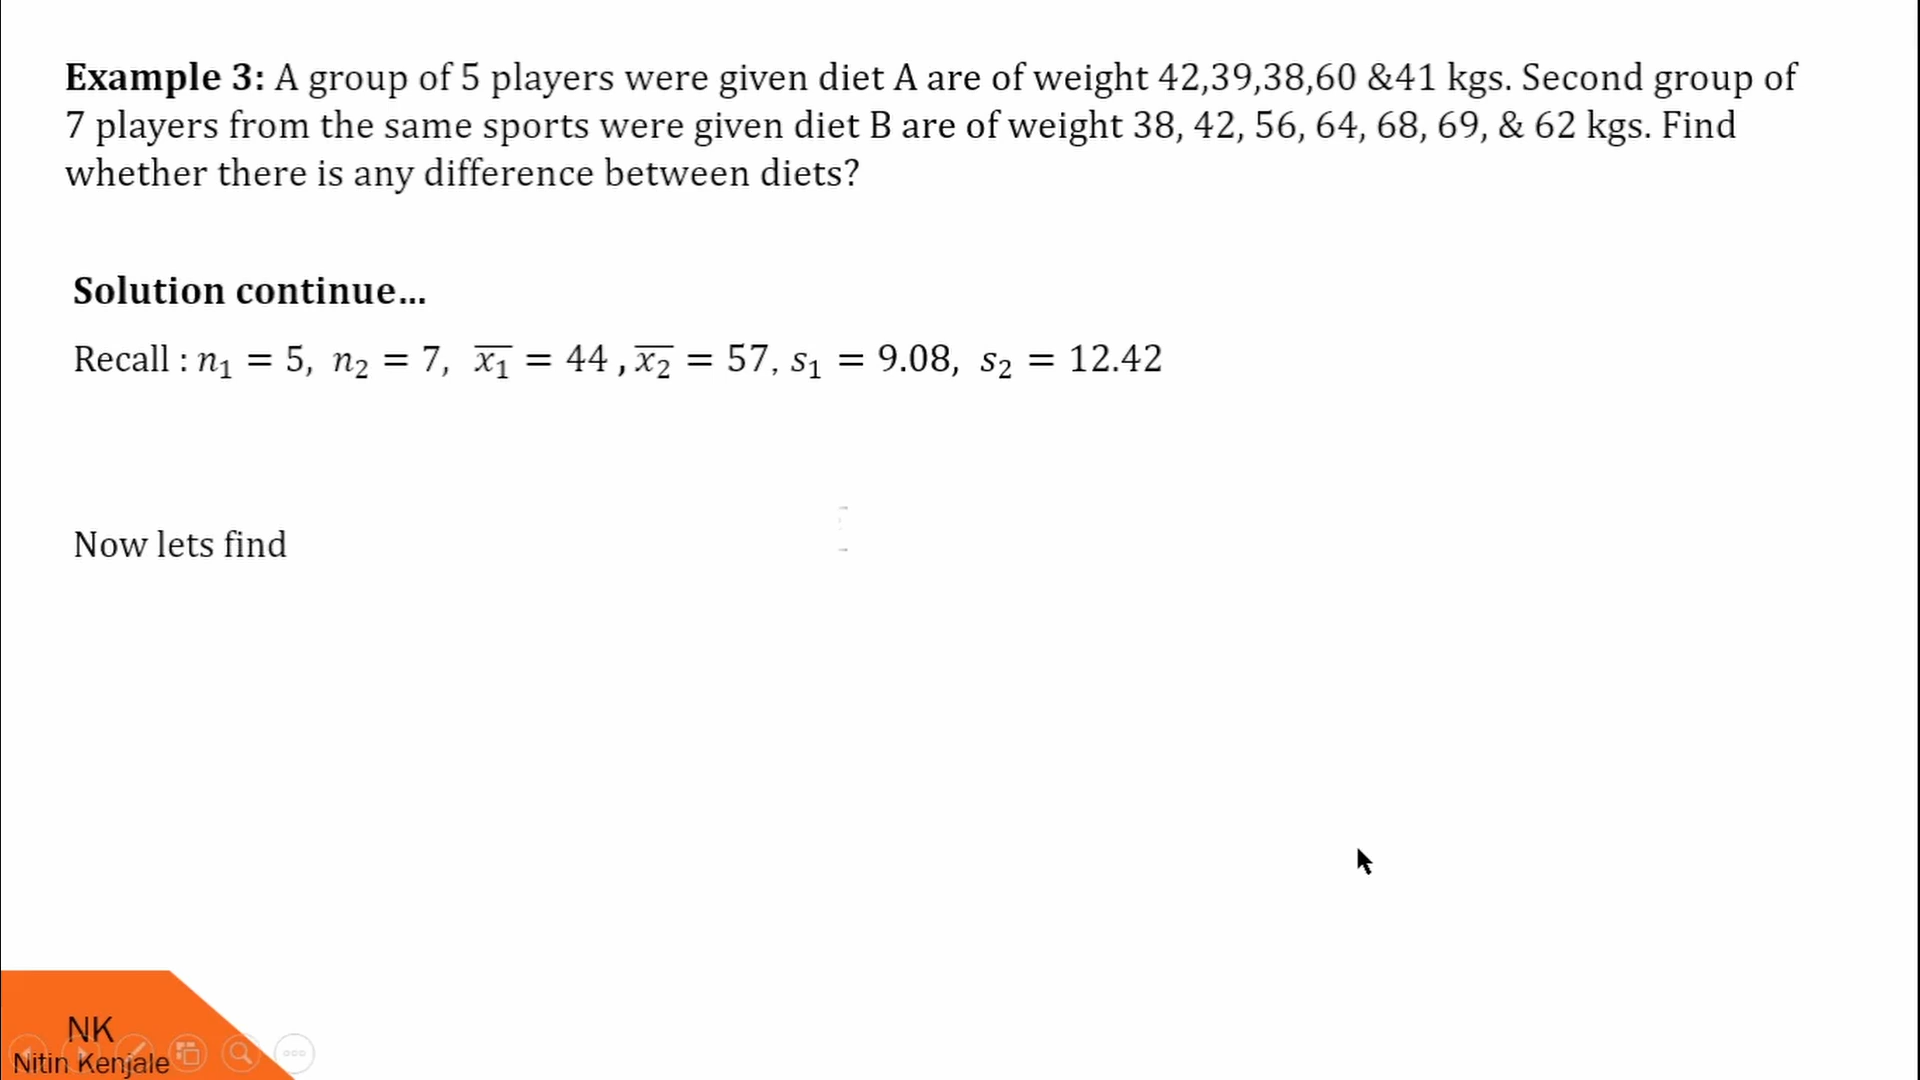 Example 3: A group of 5 players were given diet A are of weight 42,39,38,60 &41 kgs. Second group of
7 players from the same sports were given diet B are of weight 38, 42, 56, 64, 68, 69, & 62 kgs. Find
whether there is any difference between diets?
Solution continue...
Recall : n₁ = 5, n₂ = 7, x̅₁ = 44 , x̅₂ = 57, s₁ = 9.08, s₂ = 12.42
Now lets find
NK
Nitin Kenjale